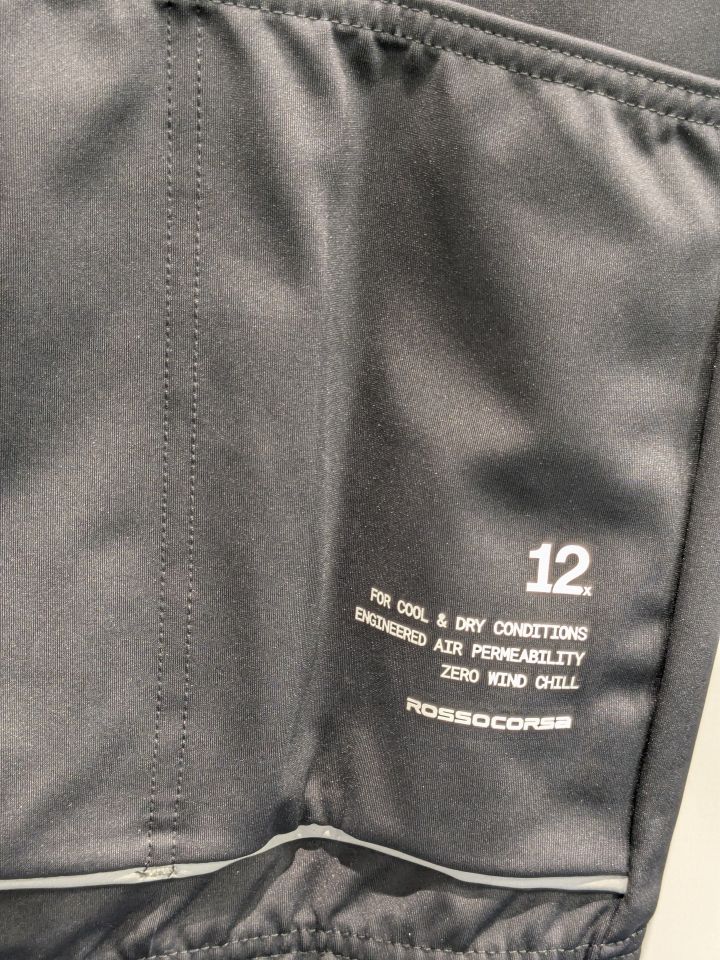 12x
FOR COOL & DRY CONDITIONS
ENGINEERED AIR PERMEABILITY
ZERO WIND CHILL
ROSSOCORSa